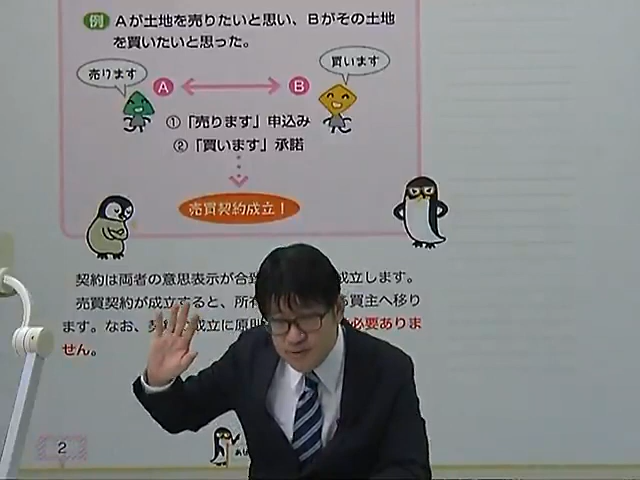 例 Aが土地を売りたいと思い、Bがその土地
を買いたいと思った。
売ります
買います
A
B
①「売ります」申込み
②「買います」承諾
売買契約成立！
契約は両者の意思表示が合 成立します。
売買契約が成立すると、所 買主へ移り
ます。なお、契 成立に原則 必要ありま
せん。
2